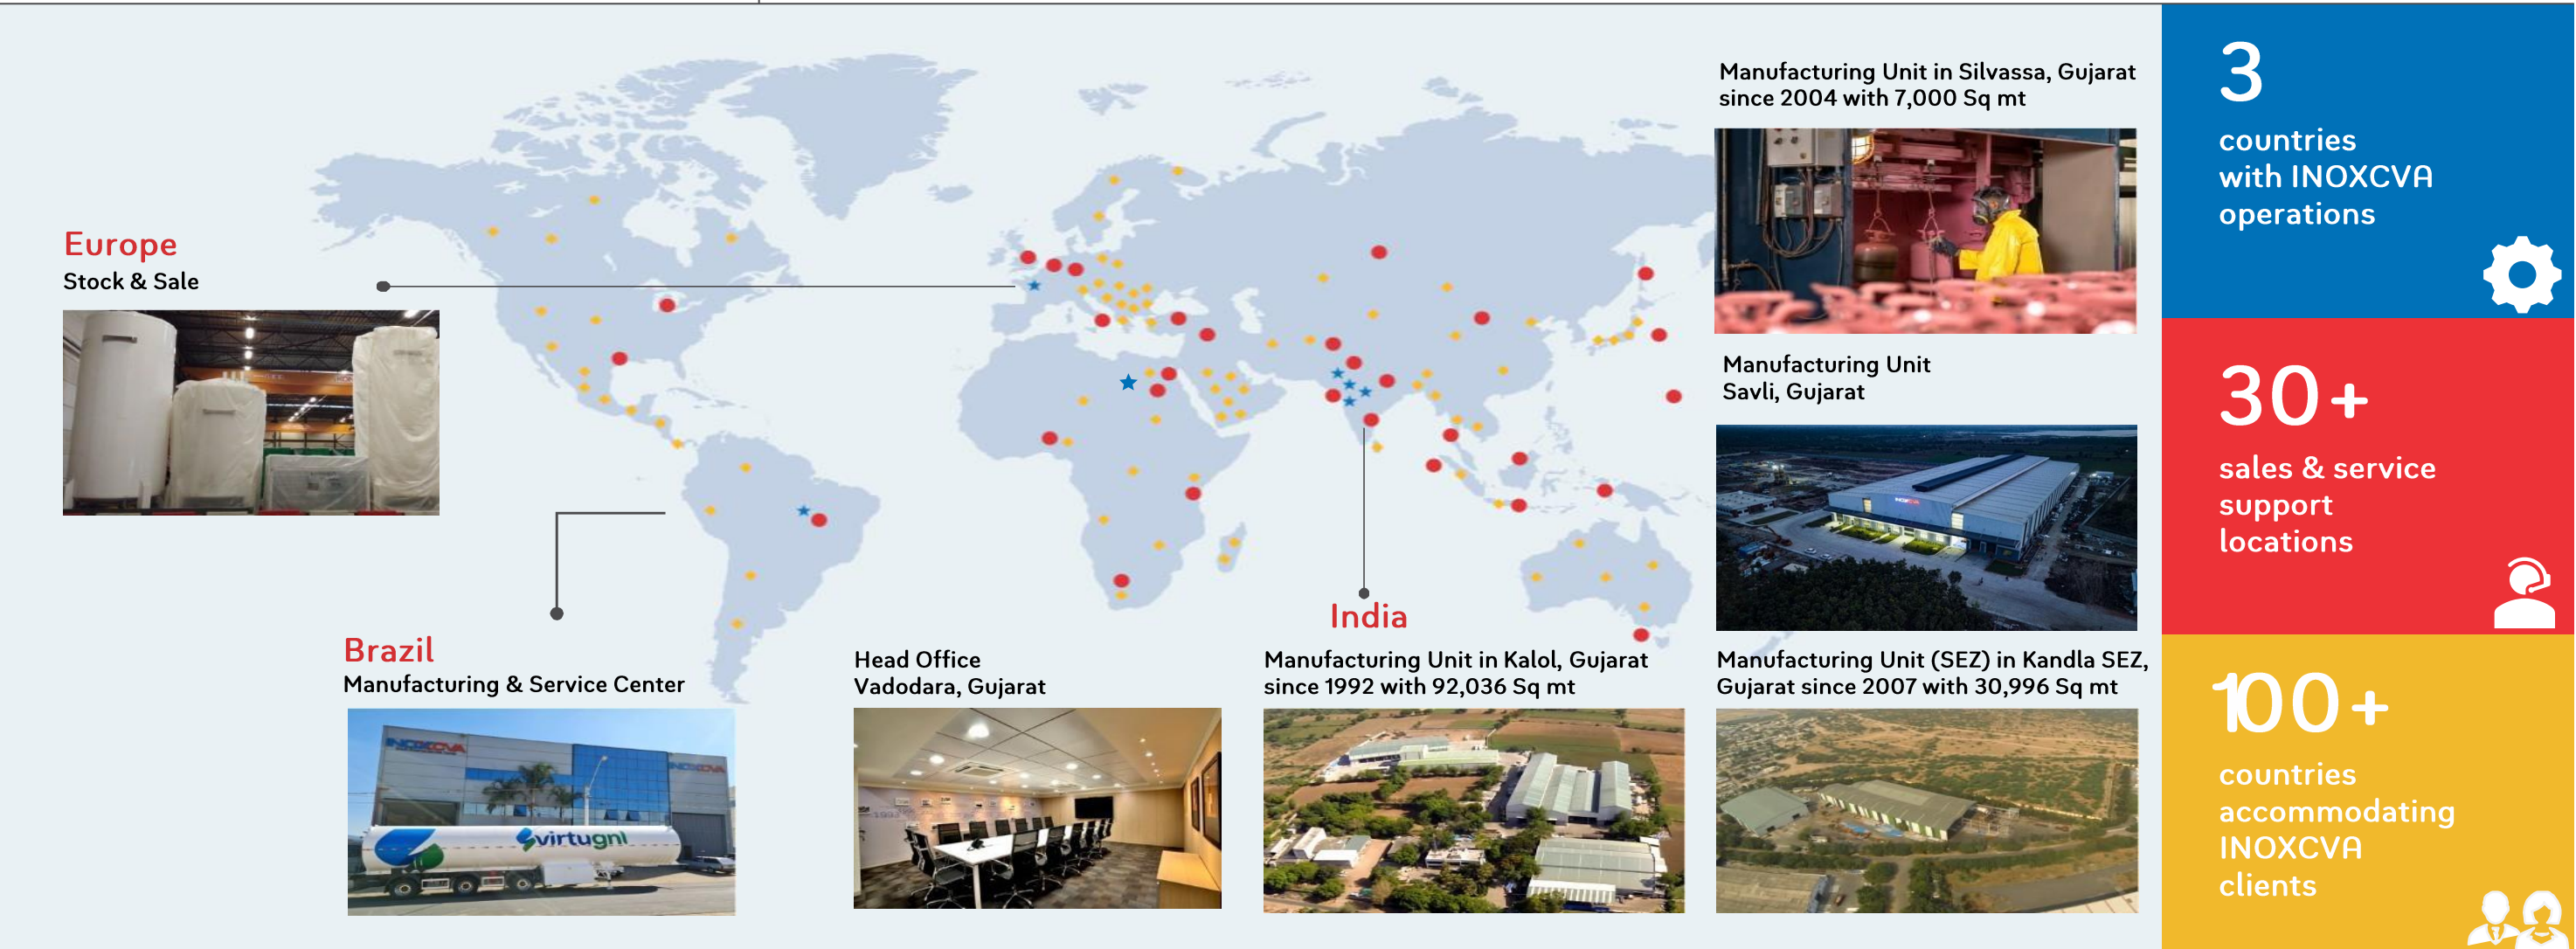 Europe
Stock & Sale
Brazil
Manufacturing & Service Center
INOXCVA
INOXCVA
virtugnl
Head Office
Vadodara, Gujarat
India
Manufacturing Unit in Kalol, Gujarat
since 1992 with 92,036 Sq mt
Manufacturing Unit in Silvassa, Gujarat
since 2004 with 7,000 Sq mt
Manufacturing Unit
Savli, Gujarat
Manufacturing Unit (SEZ) in Kandla SEZ,
Gujarat since 2007 with 30,996 Sq mt
3
countries
with INOXCVA
operations
30+
sales & service
support
locations
100+
countries
accommodating
INOXCVA
clients